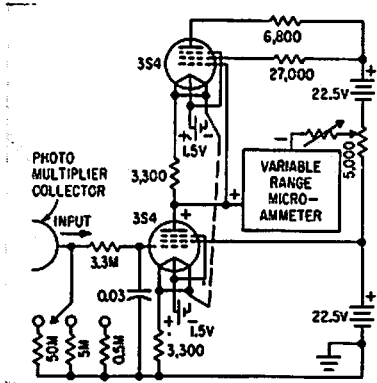 6,800
3S4
27,000
+
22.5V
+ -
1.5V
-
5,000
+
VARIABLE
RANGE
MICRO-
AMMETER
3,300
PHOTO
MULTIPLIER
COLLECTOR
INPUT
3S4
+
3.3M
0.03
+
22.5V
-
1.5V
+
3,300
50M
5M
0.5M